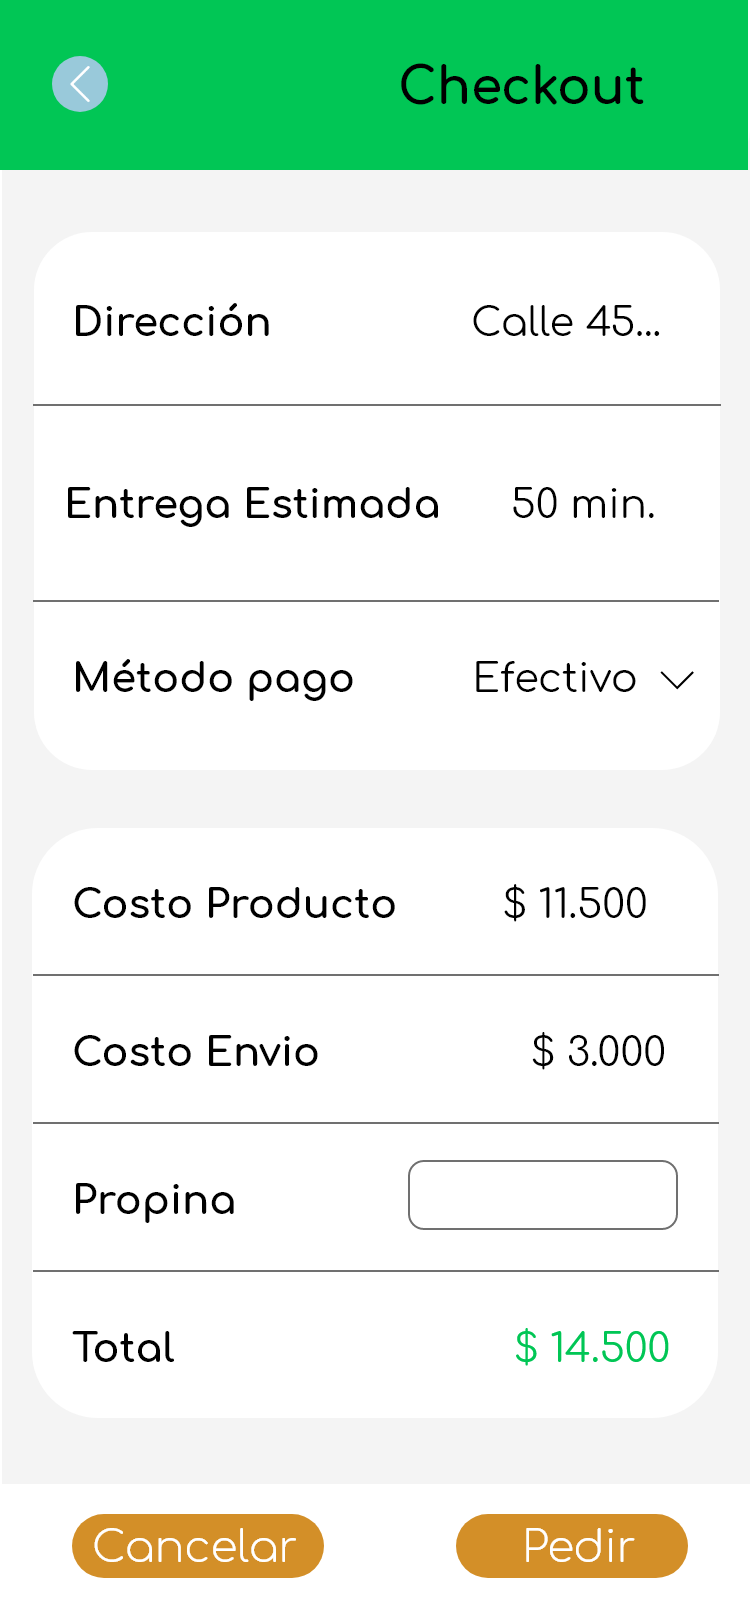 Checkout
Dirección Calle 45...
Entrega Estimada 50 min.
Método pago Efectivo
Costo Producto $ 11.500
Costo Envio $ 3.000
Propina
Total $ 14.500
Cancelar Pedir